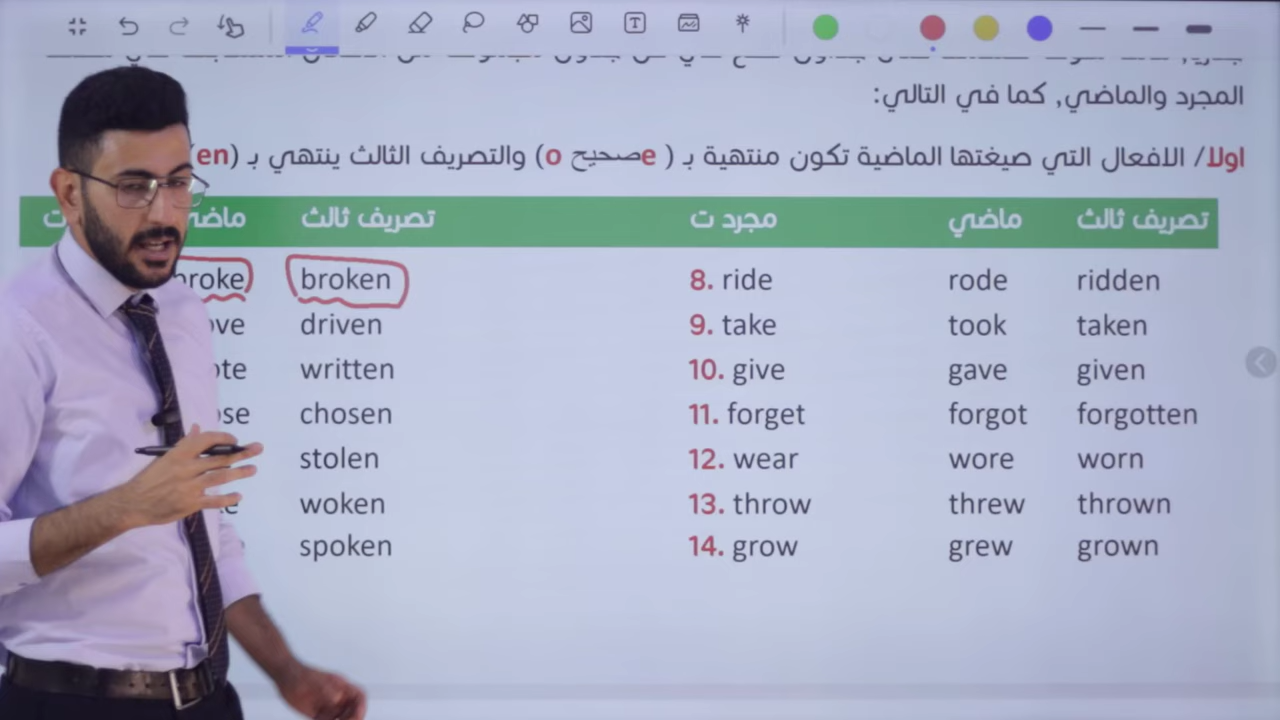 المجرد والماضي, كما في التالي:
اولا/ الافعال التي صيغتها الماضية تكون منتهية بـ ( e صحيح o) والتصريف الثالث ينتهي بـ (en
ماضي تصريف ثالث مجرد ت ماضي تصريف ثالث
broke broken 8. ride rode ridden
driven 9. take took taken
written 10. give gave given
chosen 11. forget forgot forgotten
stolen 12. wear wore worn
woken 13. throw threw thrown
spoken 14. grow grew grown